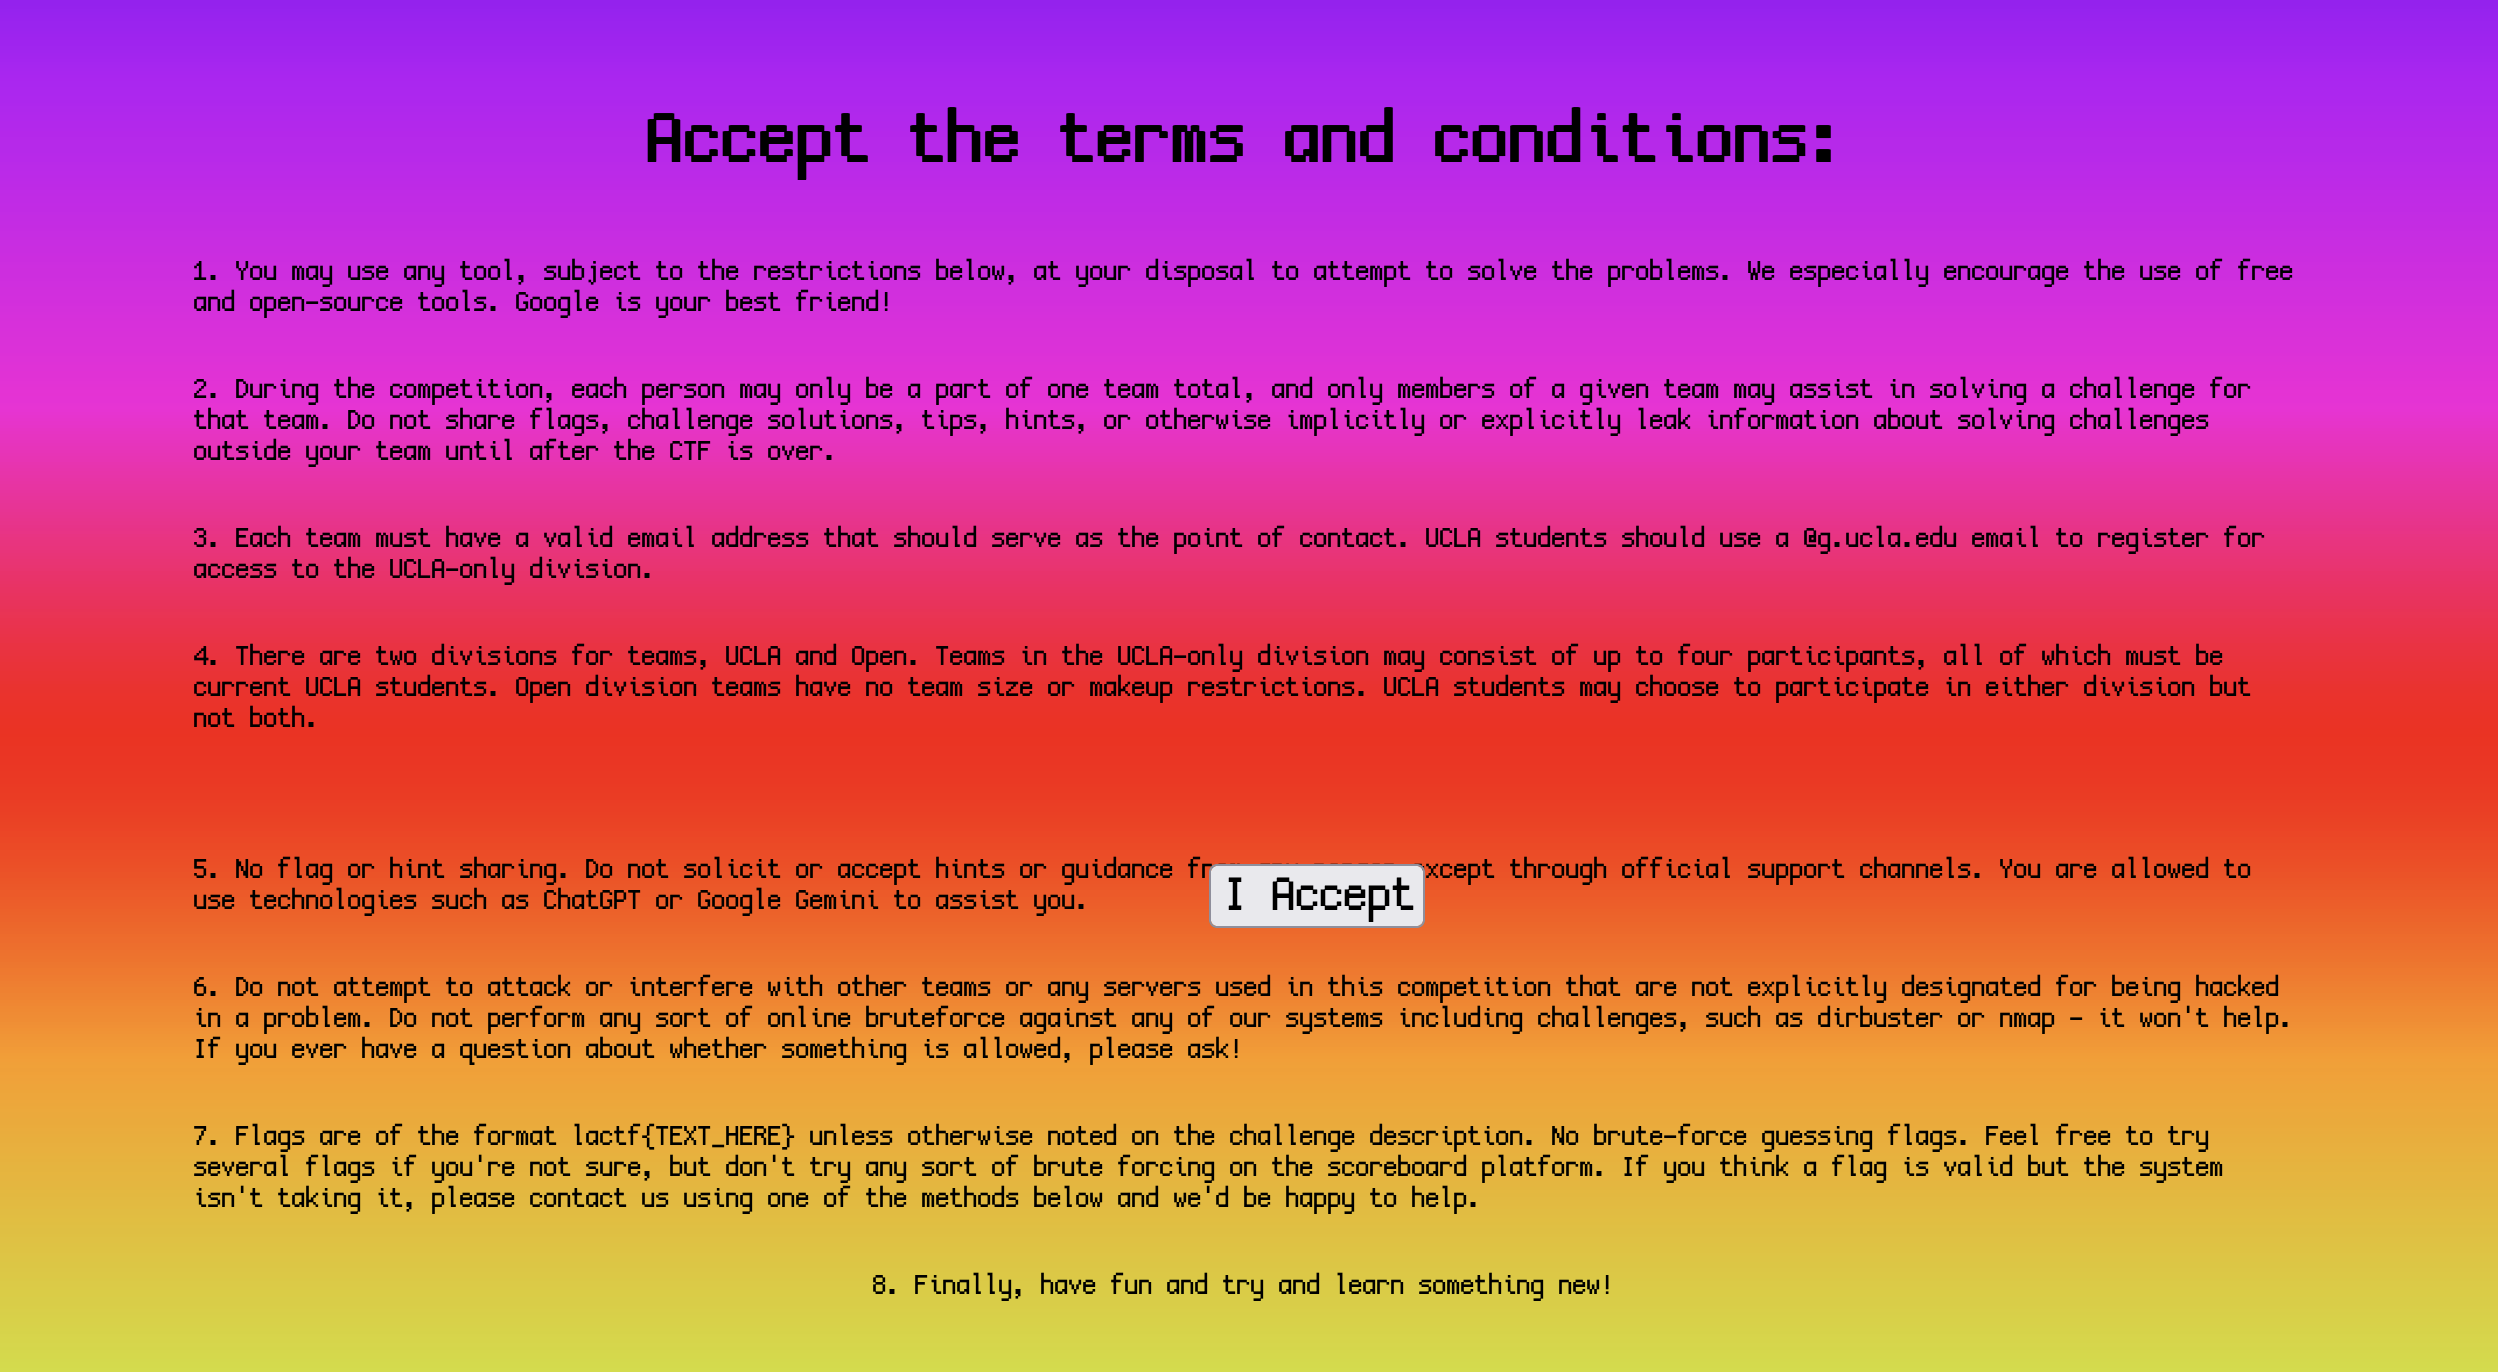 Accept the terms and conditions:
1. You may use any tool, subject to the restrictions below, at your disposal to attempt to solve the problems. We especially encourage the use of free
and open-source tools. Google is your best friend!
2. During the competition, each person may only be a part of one team total, and only members of a given team may assist in solving a challenge for
that team. Do not share flags, challenge solutions, tips, hints, or otherwise implicitly or explicitly leak information about solving challenges
outside your team until after the CTF is over.
3. Each team must have a valid email address that should serve as the point of contact. UCLA students should use a @g.ucla.edu email to register for
access to the UCLA-only division.
4. There are two divisions for teams, UCLA and Open. Teams in the UCLA-only division may consist of up to four participants, all of which must be
current UCLA students. Open division teams have no team size or makeup restrictions. UCLA students may choose to participate in either division but
not both.
5. No flag or hint sharing. Do not solicit or accept hints or guidance through official support channels. You are allowed to
use technologies such as ChatGPT or Google Gemini to assist you.
I Accept
6. Do not attempt to attack or interfere with other teams or any servers used in this competition that are not explicitly designated for being hacked
in a problem. Do not perform any sort of online bruteforce against any of our systems including challenges, such as dirbuster or nmap - it won't help.
If you ever have a question about whether something is allowed, please ask!
7. Flags are of the format lactf{TEXT_HERE} unless otherwise noted on the challenge description. No brute-force guessing flags. Feel free to try
several flags if you're not sure, but don't try any sort of brute forcing on the scoreboard platform. If you think a flag is valid but the system
isn't taking it, please contact us using one of the methods below and we'd be happy to help.
8. Finally, have fun and try and learn something new!